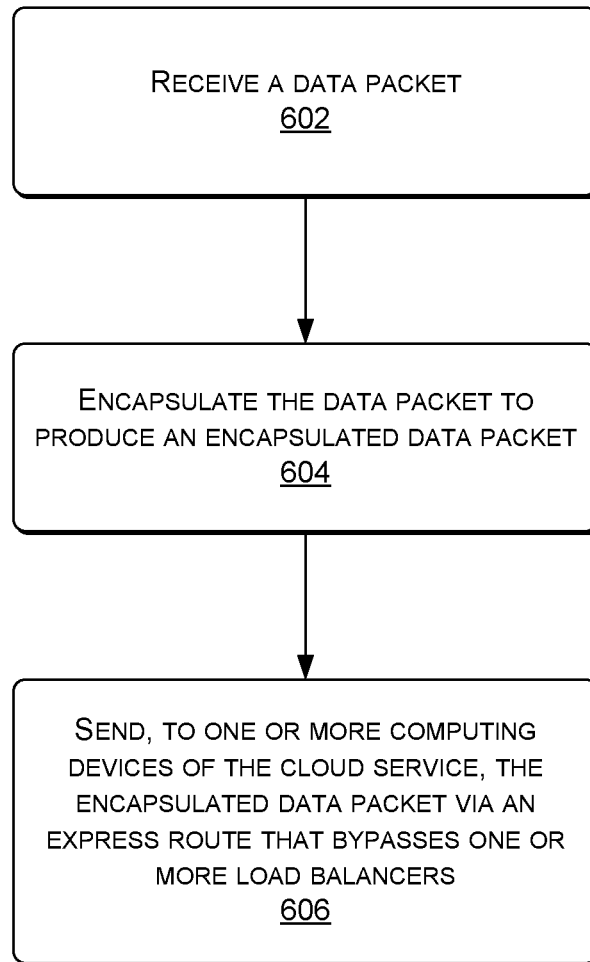 RECEIVE A DATA PACKET
602
ENCAPSULATE THE DATA PACKET TO
PRODUCE AN ENCAPSULATED DATA PACKET
604
SEND, TO ONE OR MORE COMPUTING
DEVICES OF THE CLOUD SERVICE, THE
ENCAPSULATED DATA PACKET VIA AN
EXPRESS ROUTE THAT BYPASSES ONE OR
MORE LOAD BALANCERS
606